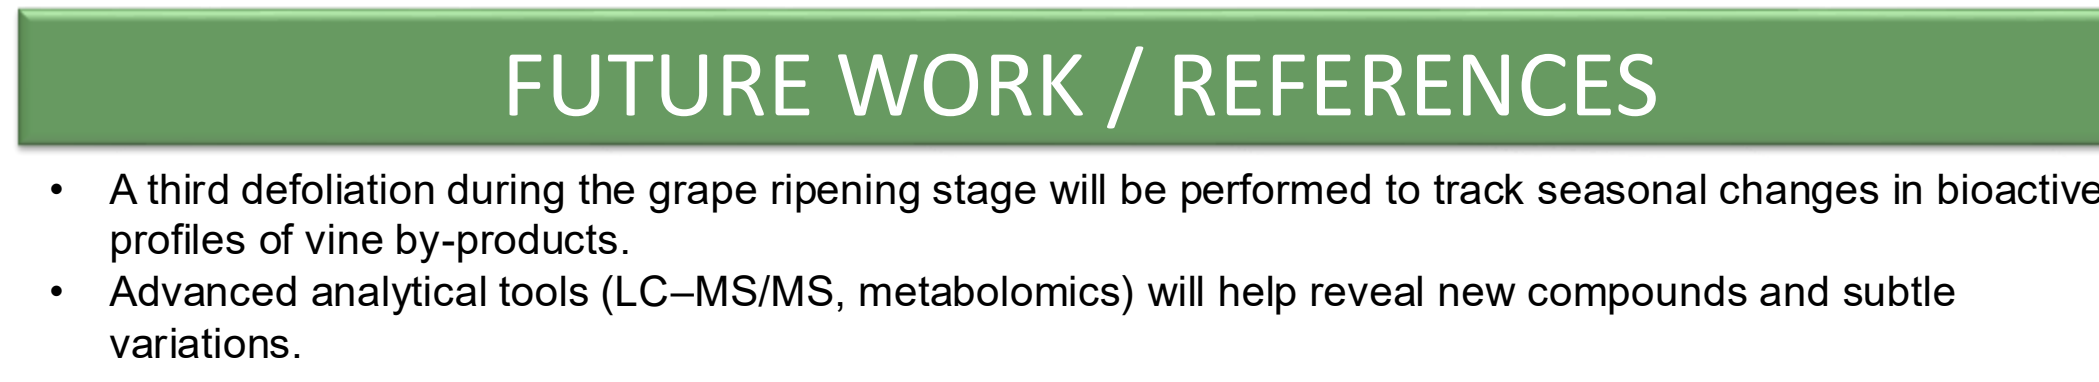 FUTURE WORK / REFERENCES
• A third defoliation during the grape ripening stage will be performed to track seasonal changes in bioactive
profiles of vine by-products.
• Advanced analytical tools (LC–MS/MS, metabolomics) will help reveal new compounds and subtle
variations.